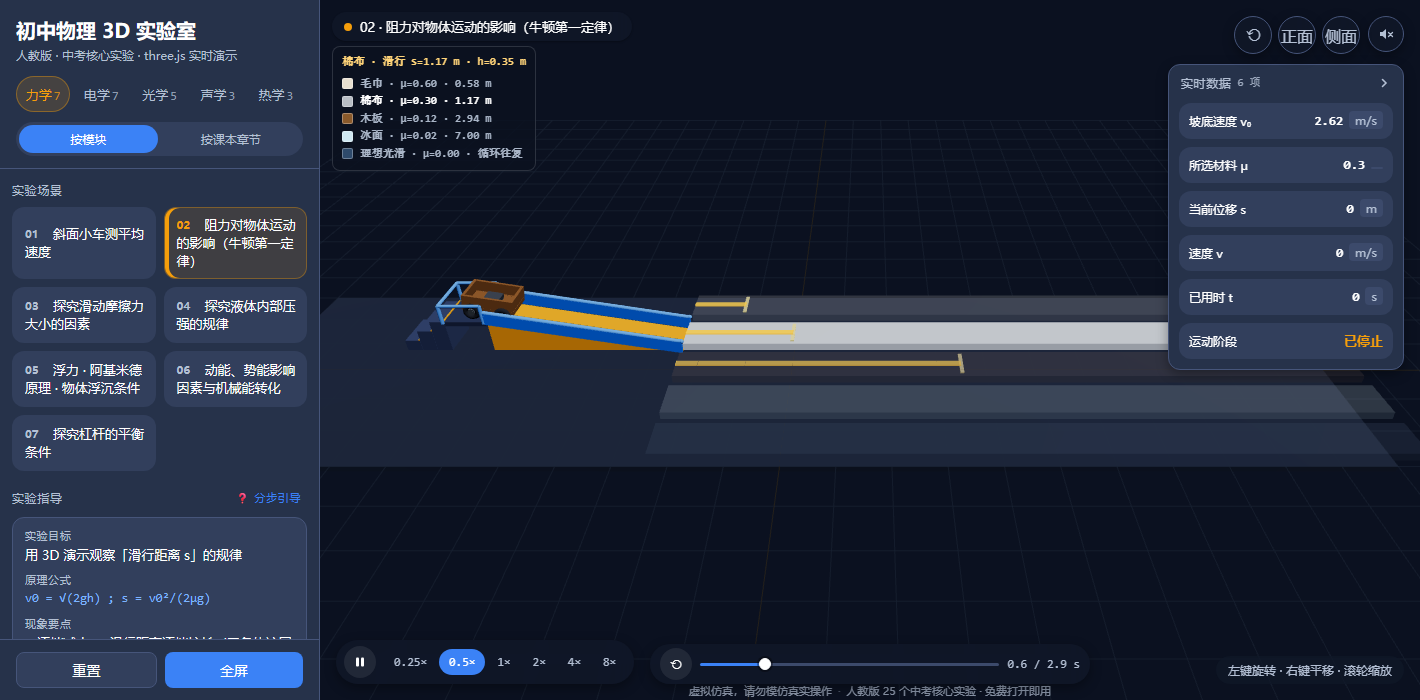 初中物理 3D 实验室
人教版 · 中考核心实验 · three.js 实时演示
力学 7 电学 7 光学 5 声学 3 热学 3
按模块 按课本章节
实验场景
01 斜面小车测平均
速度
02 阻力对物体运动
的影响（牛顿第一定
律）
03 探究滑动摩擦力
大小的因素
04 探究液体内部压
强的规律
05 浮力 · 阿基米德
原理 · 物体浮沉条件
06 动能、势能影响
因素与机械能转化
07 探究杠杆的平衡
条件
实验指导 ❓ 分步引导
实验目标
用 3D 演示观察「滑行距离 s」的规律
原理公式
v0 = √(2gh) ; s = v0²/(2μg)
现象要点
重置 全屏
02 · 阻力对物体运动的影响（牛顿第一定律）
棉布 · 滑行 s=1.17 m · h=0.35 m
毛巾 · μ=0.60 · 0.58 m
棉布 · μ=0.30 · 1.17 m
木板 · μ=0.12 · 2.94 m
冰面 · μ=0.02 · 7.00 m
理想光滑 · μ=0.00 · 循环往复
正面 侧面
实时数据 6 项
坡底速度 v₀ 2.62 m/s
所选材料 μ 0.3 —
当前位移 s 0 m
速度 v 0 m/s
已用时 t 0 s
运动阶段 已停止
0.25× 0.5× 1× 2× 4× 8×
0.6 / 2.9 s
左键旋转 · 右键平移 · 滚轮缩放
虚拟仿真，请勿模仿真实操作 · 人教版 25 个中考核心实验 · 免费打开即用